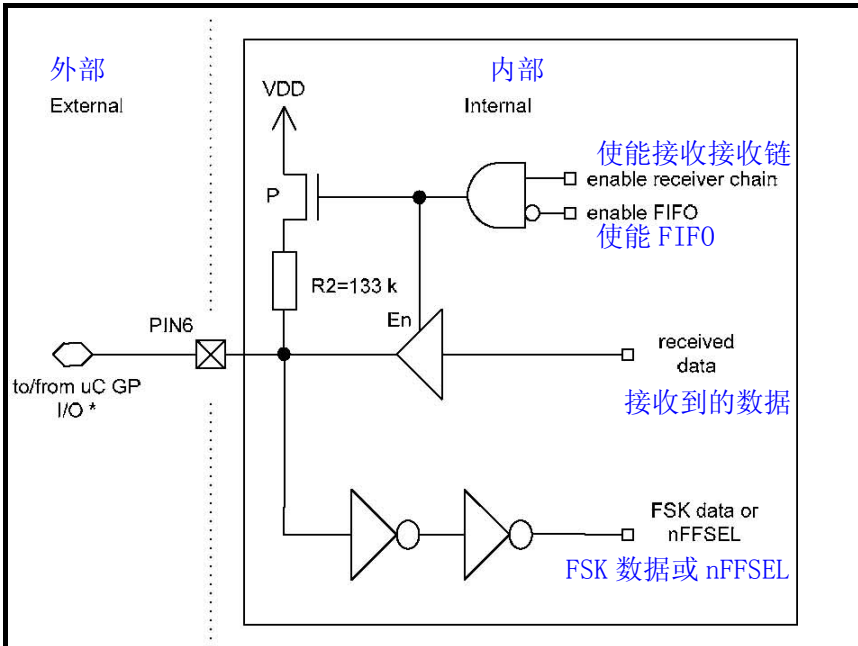 外部
External
内部
Internal
VDD
P
R2=133 k
使能接收接收链
enable receiver chain
enable FIFO
使能 FIFO
PIN6
En
to/from uC GP
I/O *
received
data
接收到的数据
FSK data or
nFFSEL
FSK 数据或 nFFSEL